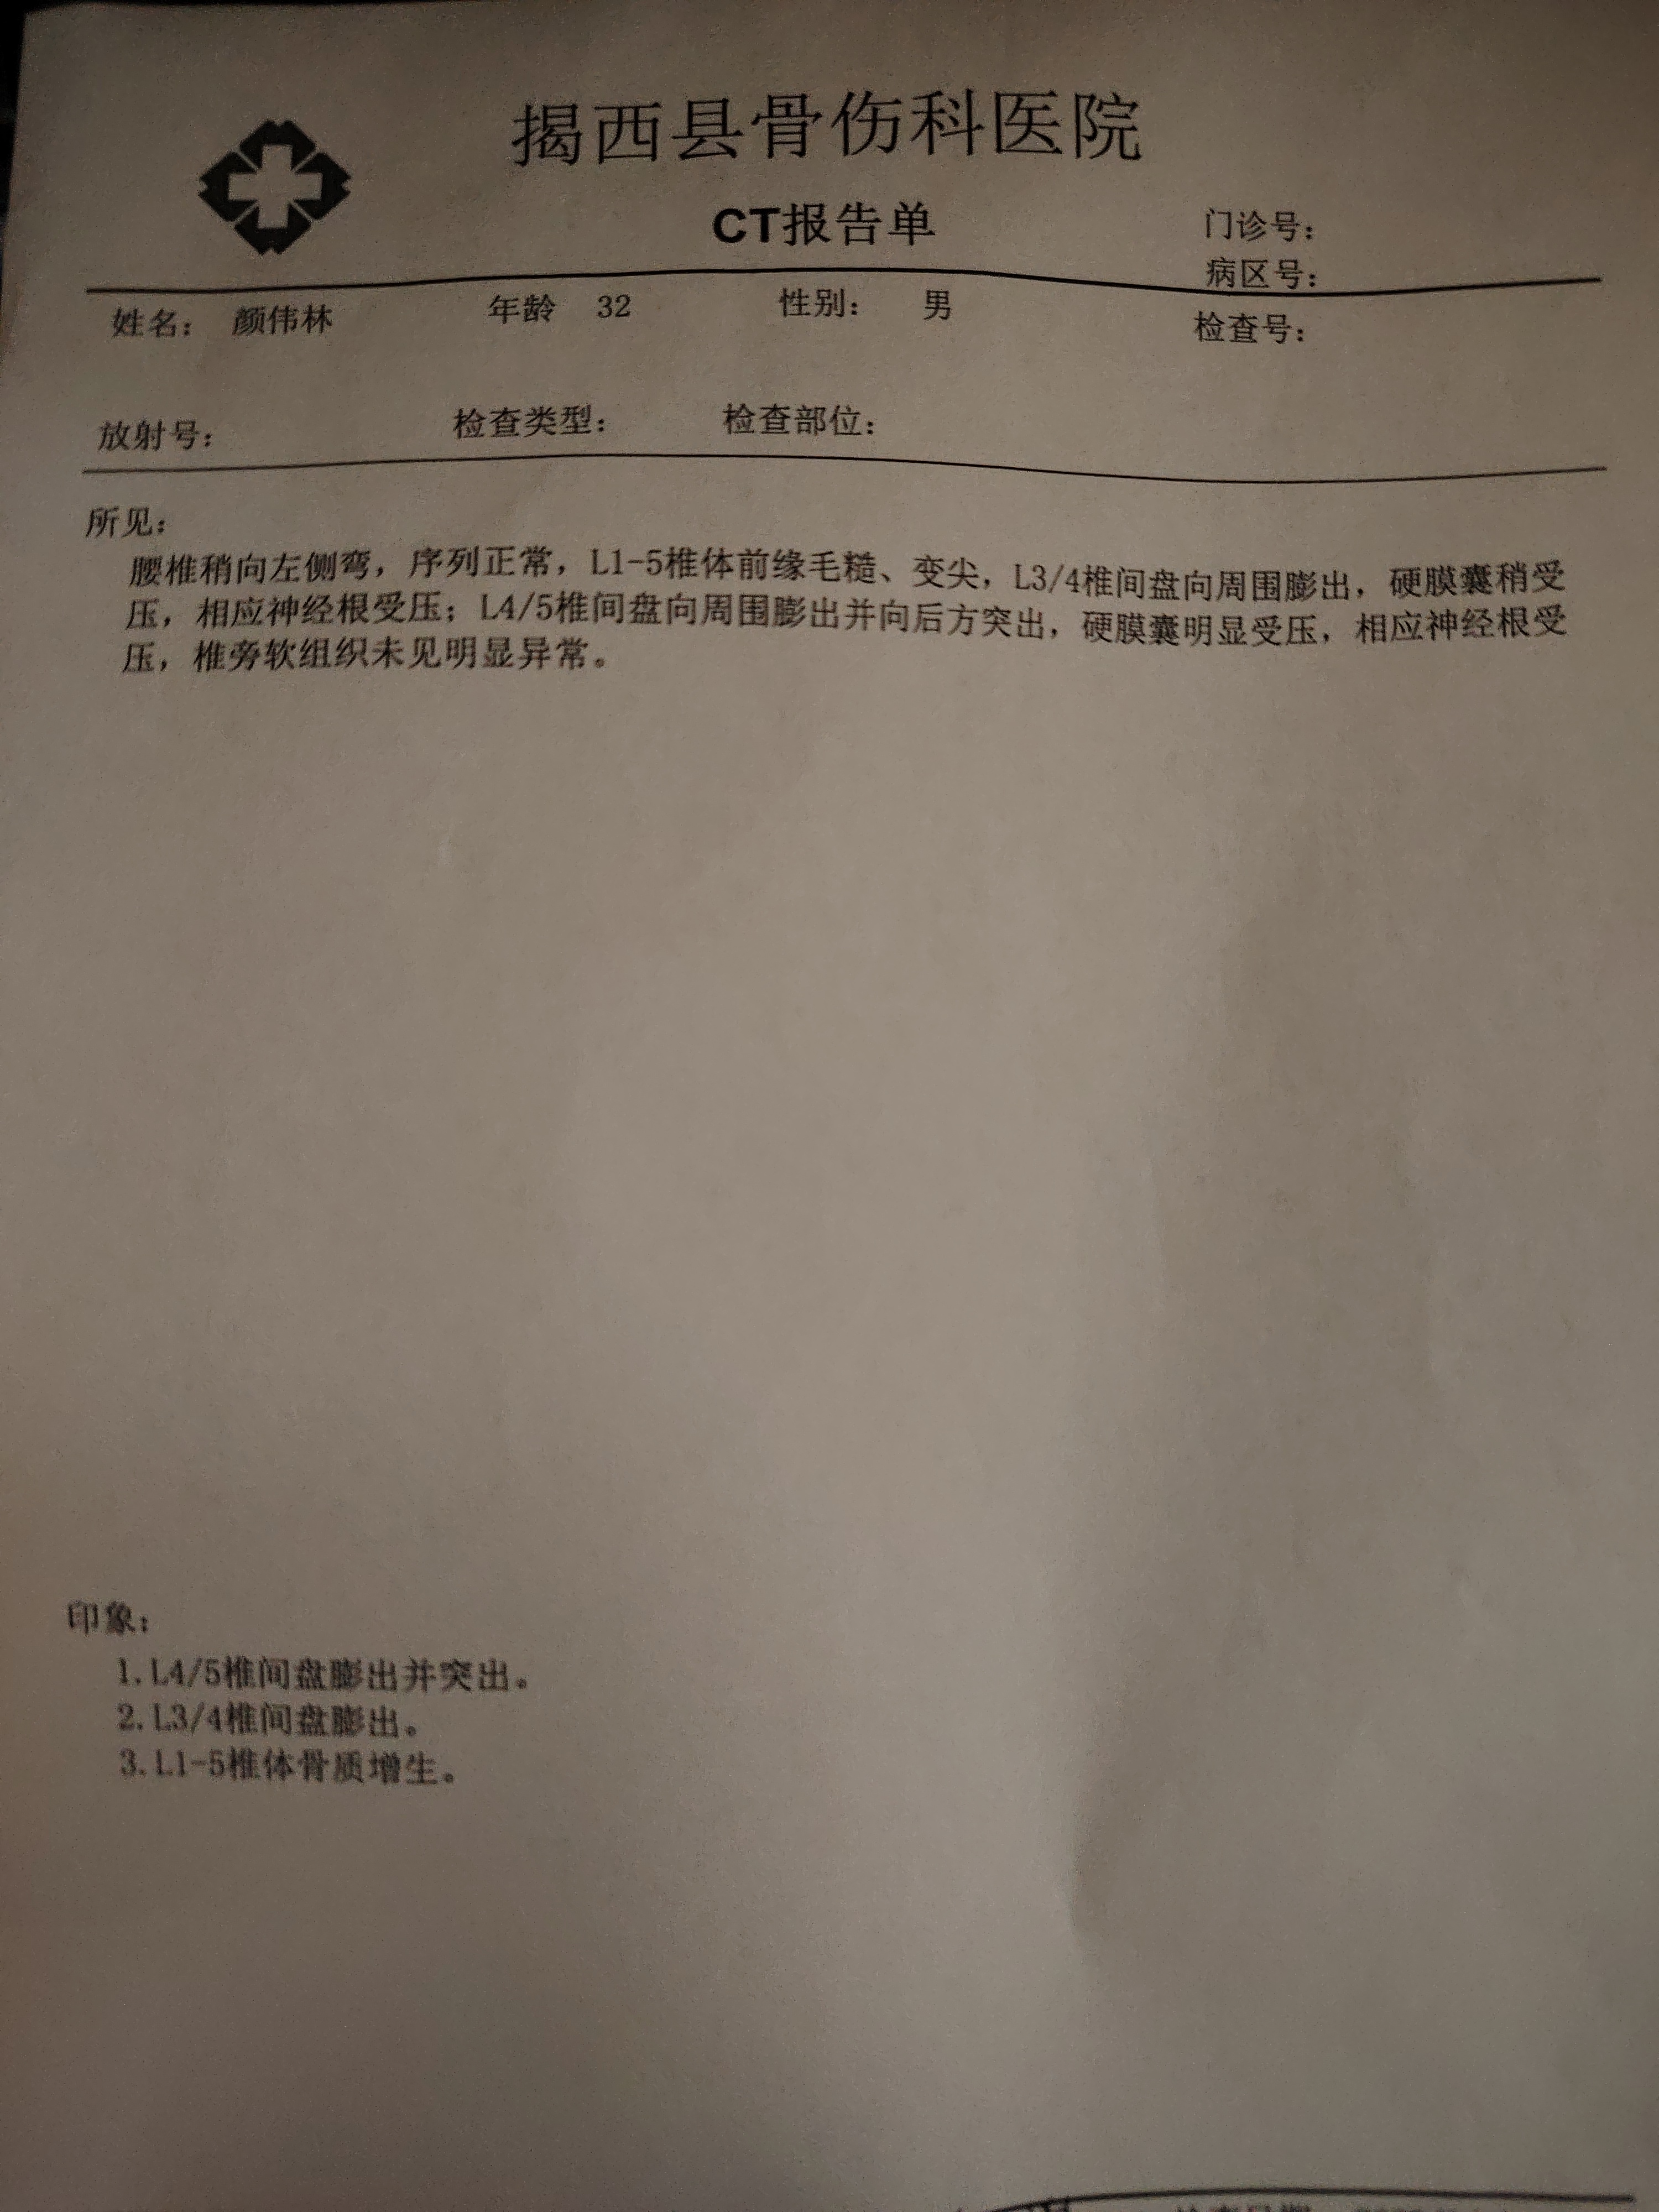 揭西县骨伤科医院
CT报告单
门诊号：
病区号：
姓名： 颜伟林 年龄 32 性别： 男 检查号：
放射号： 检查类型： 检查部位：
所见：
腰椎稍向左侧弯，序列正常，L1-5椎体前缘毛糙、变尖，L3/4椎间盘向周围膨出，硬膜囊稍受
压，相应神经根受压；L4/5椎间盘向周围膨出并向后方突出，硬膜囊明显受压，相应神经根受
压，椎旁软组织未见明显异常。
印象：
1.L4/5椎间盘膨出并突出。
2.L3/4椎间盘膨出。
3.L1-5椎体骨质增生。